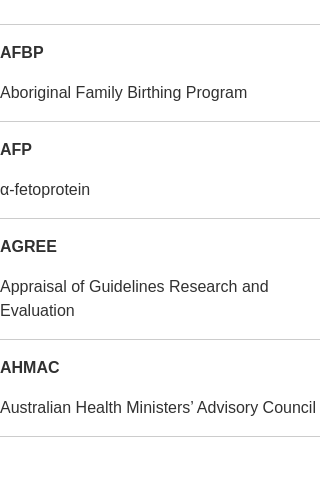 AFBP
Aboriginal Family Birthing Program
AFP
α-fetoprotein
AGREE
Appraisal of Guidelines Research and
Evaluation
AHMAC
Australian Health Ministers’ Advisory Council